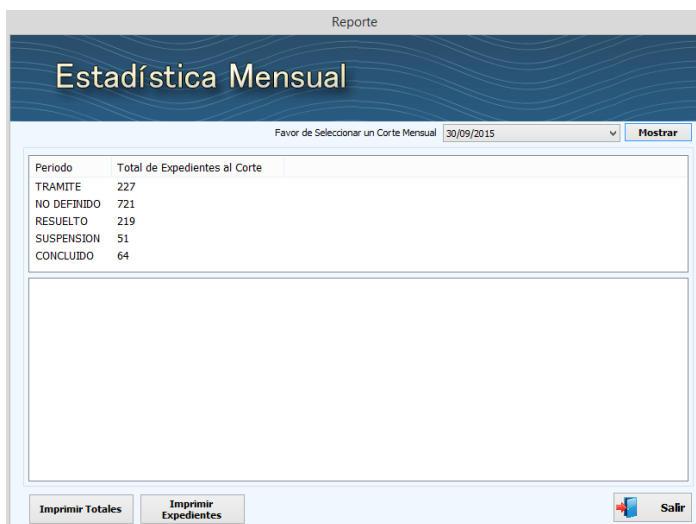 Reporte
Estadística Mensual
Favor de Seleccionar un Corte Mensual 30/09/2015 Mostrar
Periodo Total de Expedientes al Corte
TRAMITE 227
NO DEFINIDO 721
RESUELTO 219
SUSPENSION 51
CONCLUIDO 64
Imprimir Totales Imprimir Expedientes Salir